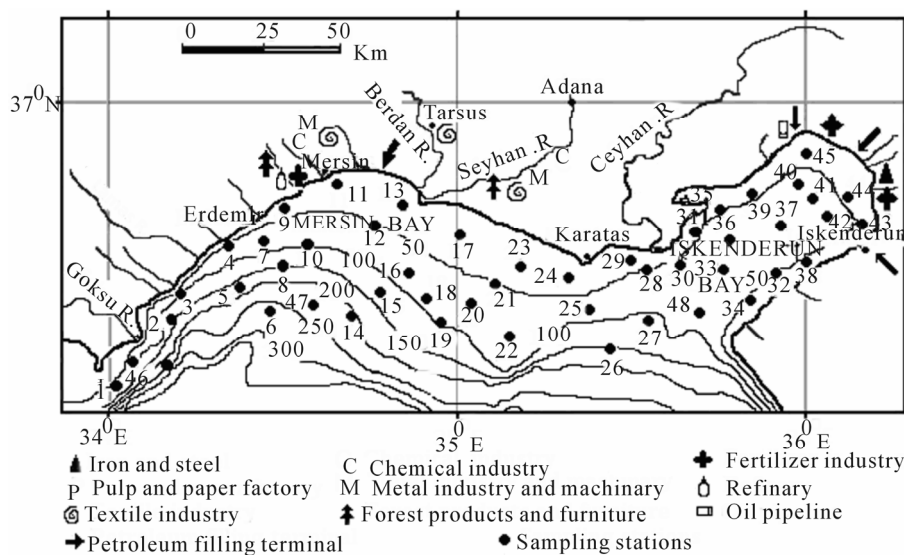 0 25 50
Km
37⁰N
Adana
Tarsus
Berdan R.
Seyhan .R
Ceyhan .R
M
C
Mersin
C
M
45
40
41
44
35
39
37
42
43
11
13
Erdemir
9
MERSIN BAY
12
50
17
23
Karatas
29
31
36
ISKENDERUN
Iskenderun
4
7
10
100
16
24
28
30
33
BAY
50
32
38
Goksu R.
8
5
3
2
47
200
15
18
21
25
48
34
6
250
14
19
20
22
100
27
300
150
26
1
46
1
34⁰ E
35⁰ E
36⁰ E
Iron and steel
C Chemical industry
Fertilizer industry
P Pulp and paper factory
M Metal industry and machinary
Refinary
Textile industry
Forest products and furniture
Oil pipeline
Petroleum filling terminal
Sampling stations